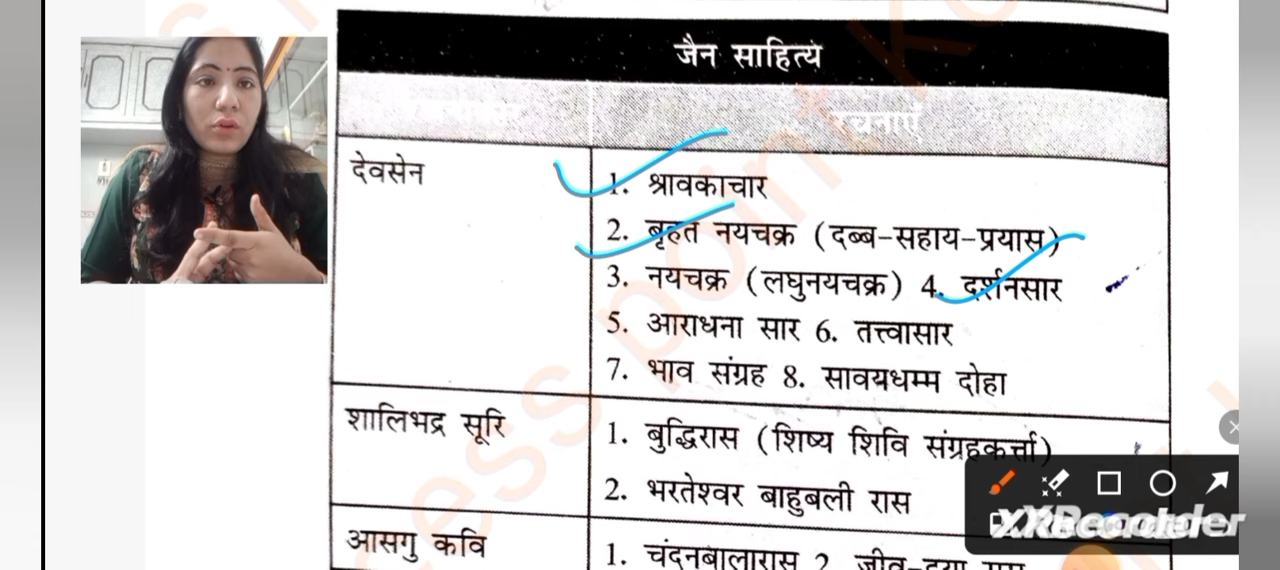 जैन साहित्य
रचनाएँ
देवसेन
1. श्रावकाचार
2. बृहत नयचक्र (दब्ब-सहाय-प्रयास)
3. नयचक्र (लघुनयचक्र) 4. दर्शनसार
5. आराधना सार 6. तत्त्वासार
7. भाव संग्रह 8. सावयधम्म दोहा
शालिभद्र सूरि
1. बुद्धिरास (शिष्य शिवि संग्रहकर्त्ता)
2. भरतेश्वर बाहुबली रास
आसगु कवि
1. चंदनबालारास 2. जीव-दया रास
XRecorder